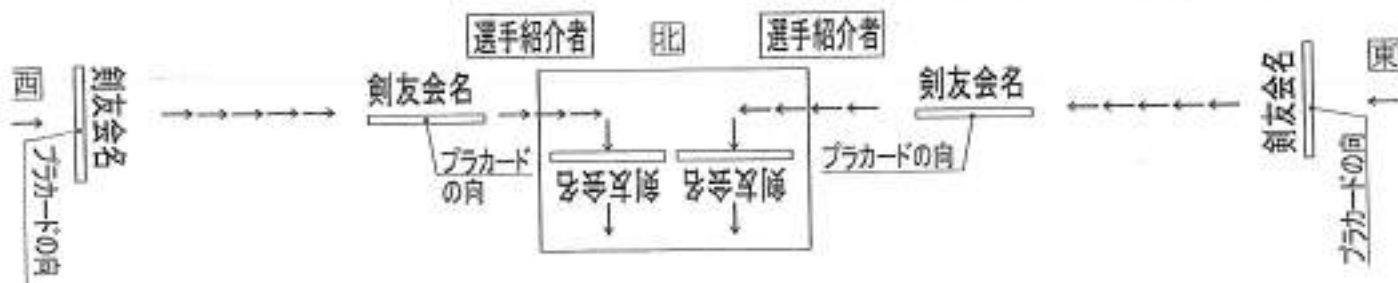 選手紹介者
北
選手紹介者
西
剣友会名
プラカードの向
剣友会名
プラカード
の向
剣友会名
剣友会名
剣友会名
プラカードの向
剣友会名
東
プラカードの向